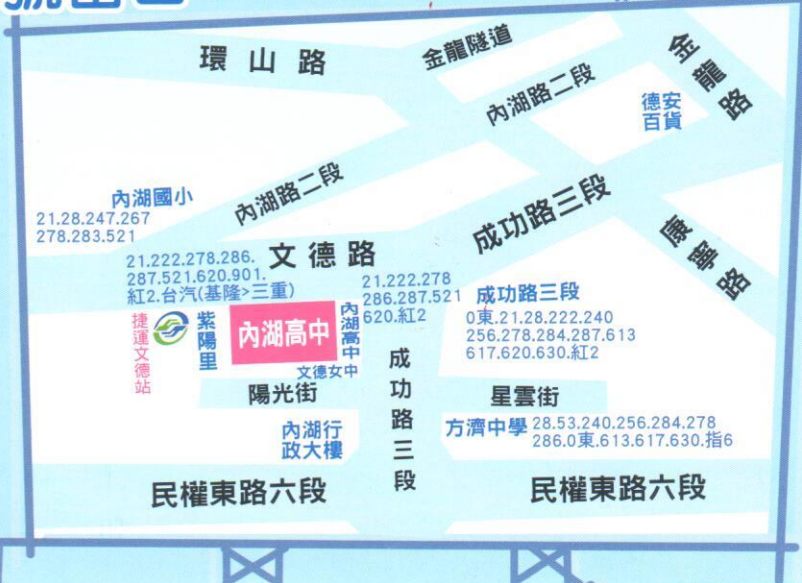 環山路
金龍隧道
金龍路
內湖路二段
德安
百貨
內湖國小
21.28.247.267
278.283.521
內湖路二段
成功路三段
康寧路
21.222.278.286.
287.521.620.901.
紅2.台汽(基隆>三重)
文德路
21.222.278
286.287.521
620.紅2
成功路三段
0東.21.28.222.240
256.278.284.287.613
617.620.630.紅2
捷運文德站
紫陽里
內湖高中
內湖高中
文德女中
成功路三段
陽光街
星雲街
內湖行
政大樓
方濟中學
28.53.240.256.284.278
286.0東.613.617.630.指6
民權東路六段
民權東路六段